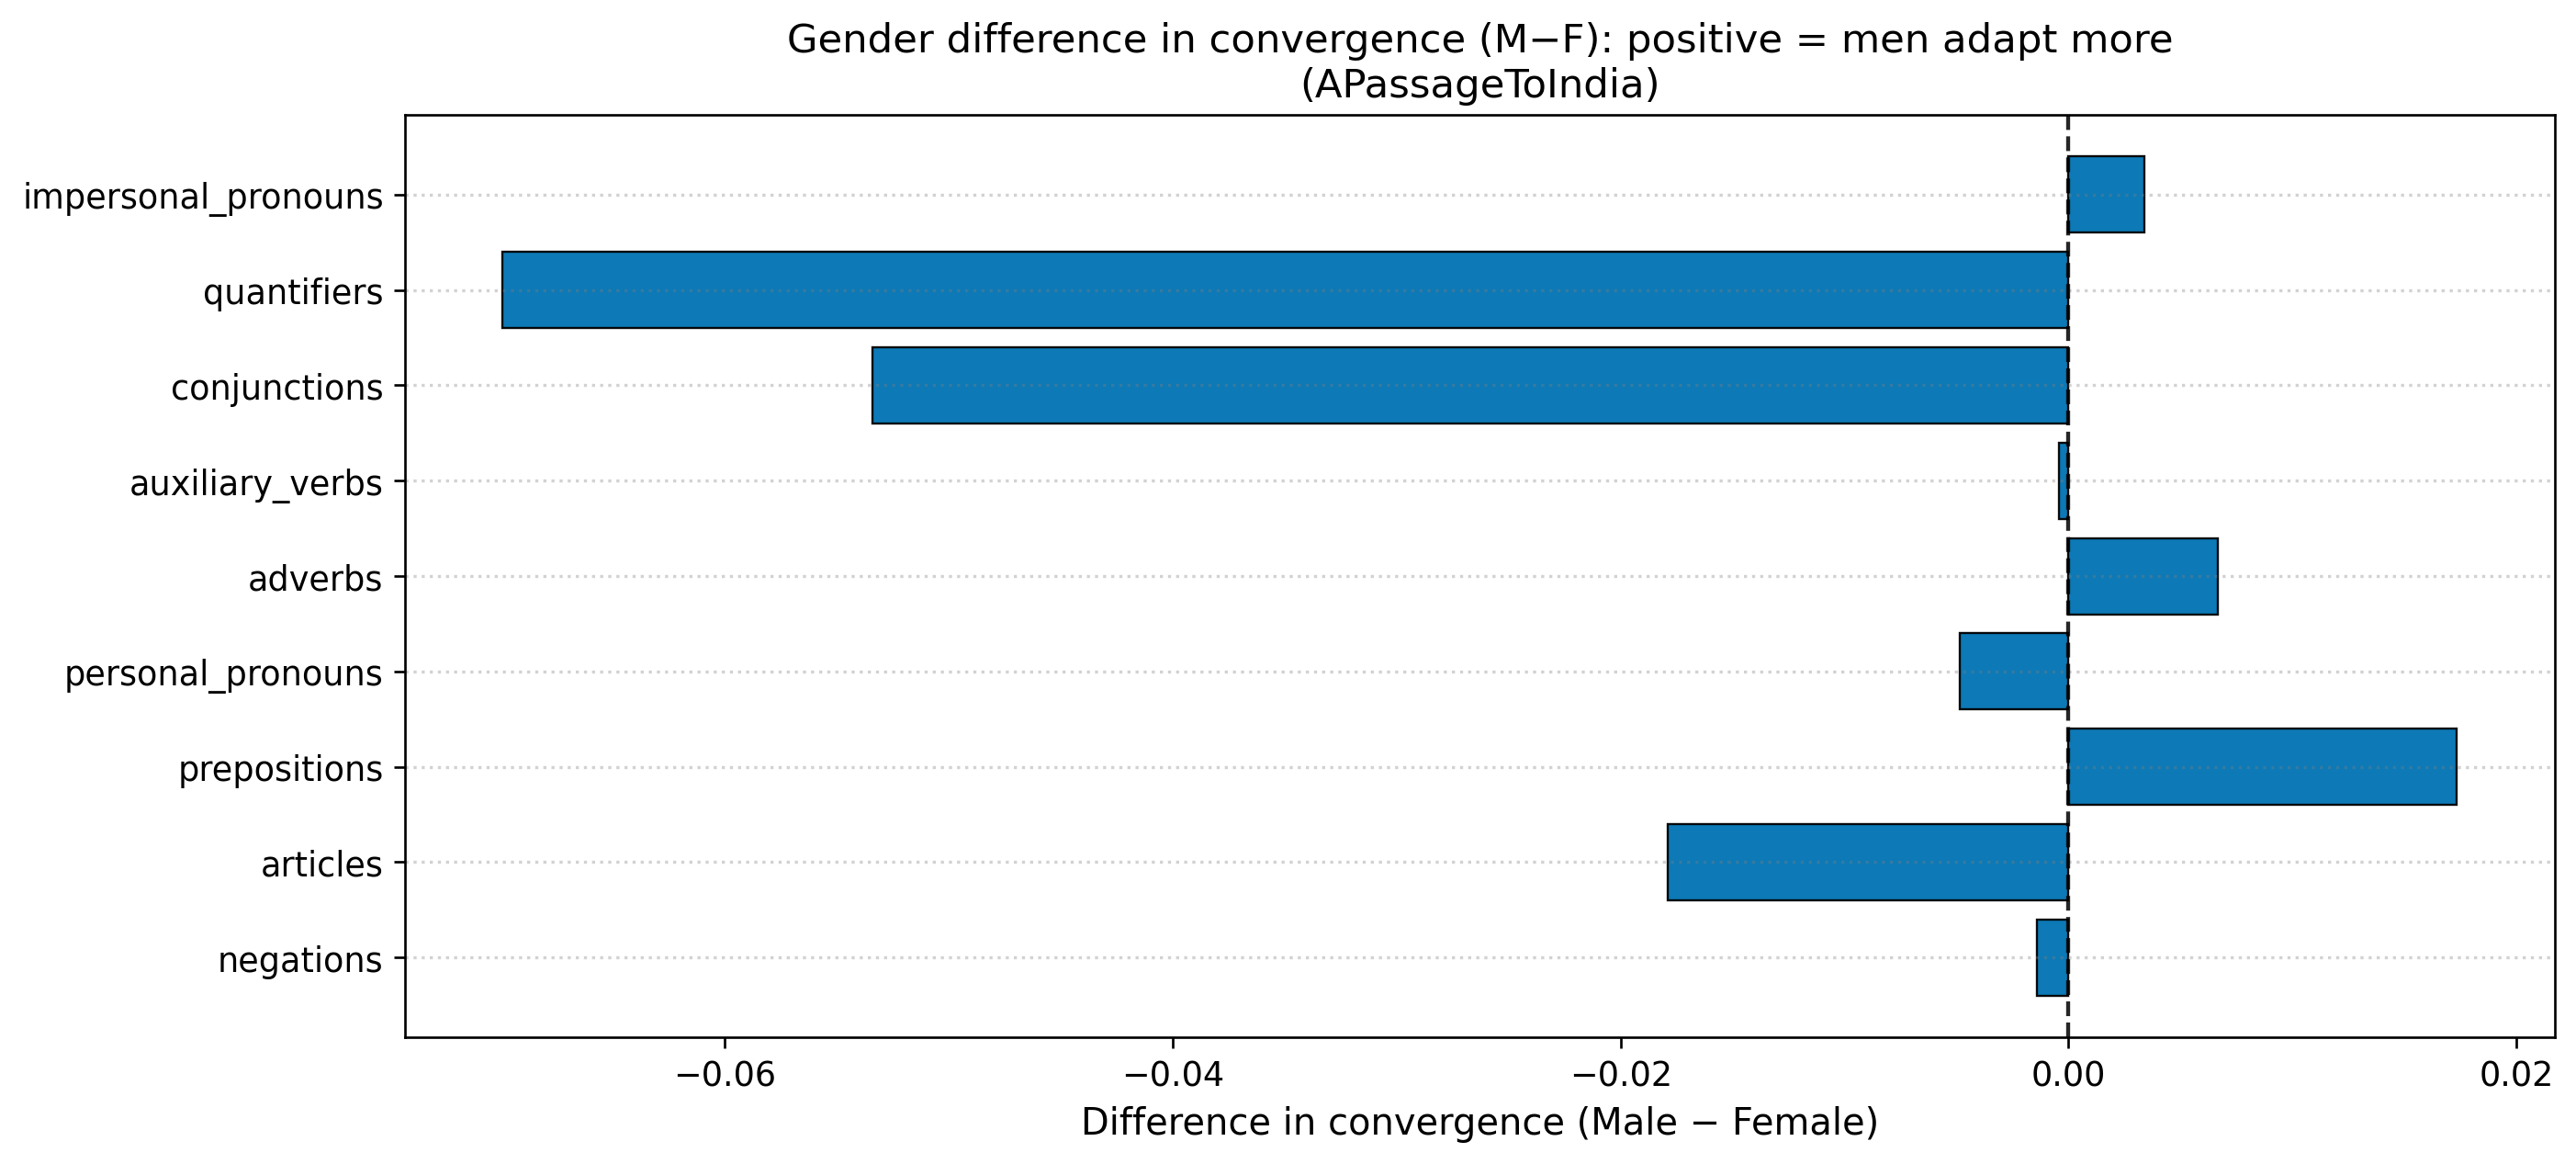 Gender difference in convergence (M−F): positive = men adapt more
(APassageToIndia)
impersonal_pronouns
quantifiers
conjunctions
auxiliary_verbs
adverbs
personal_pronouns
prepositions
articles
negations
−0.06 −0.04 −0.02 0.00 0.02
Difference in convergence (Male − Female)